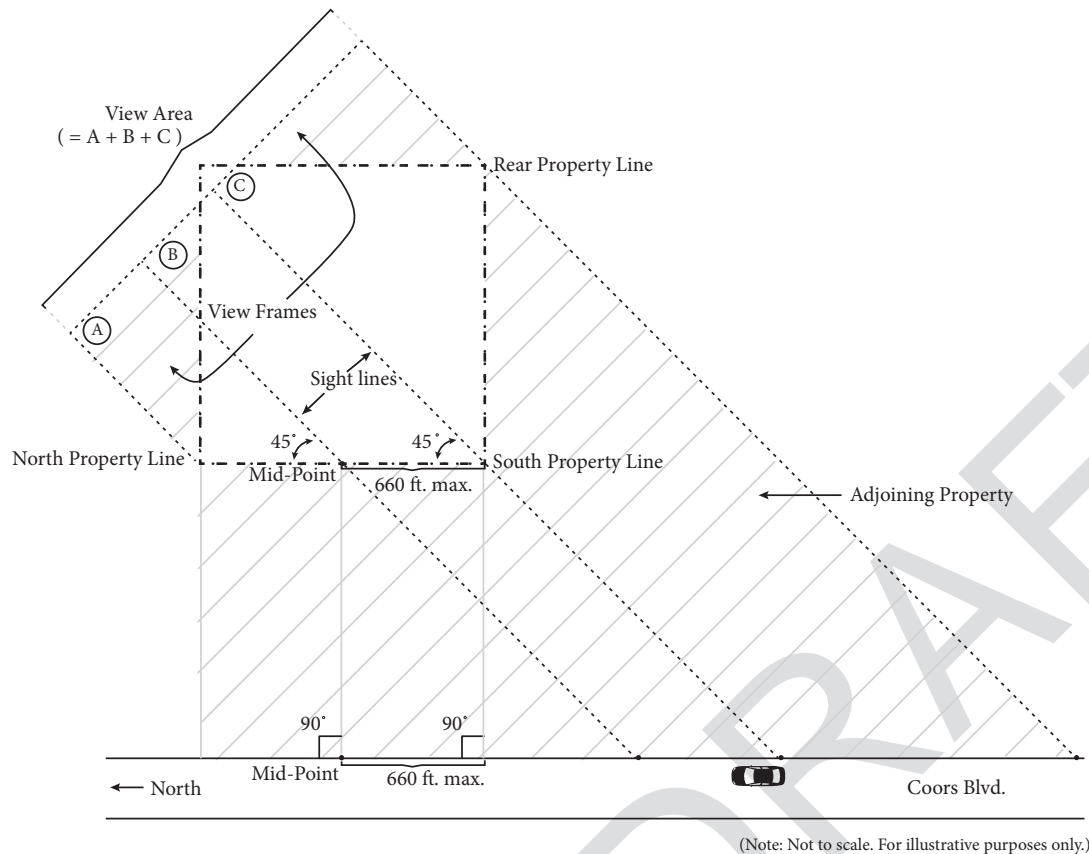 View Area
( = A + B + C )
C
Rear Property Line
B
View Frames
A
Sight lines
45°
45°
North Property Line
Mid-Point
South Property Line
660 ft. max.
Adjoining Property
90°
90°
Mid-Point
660 ft. max.
North
Coors Blvd.
(Note: Not to scale. For illustrative purposes only.)
DRAFT